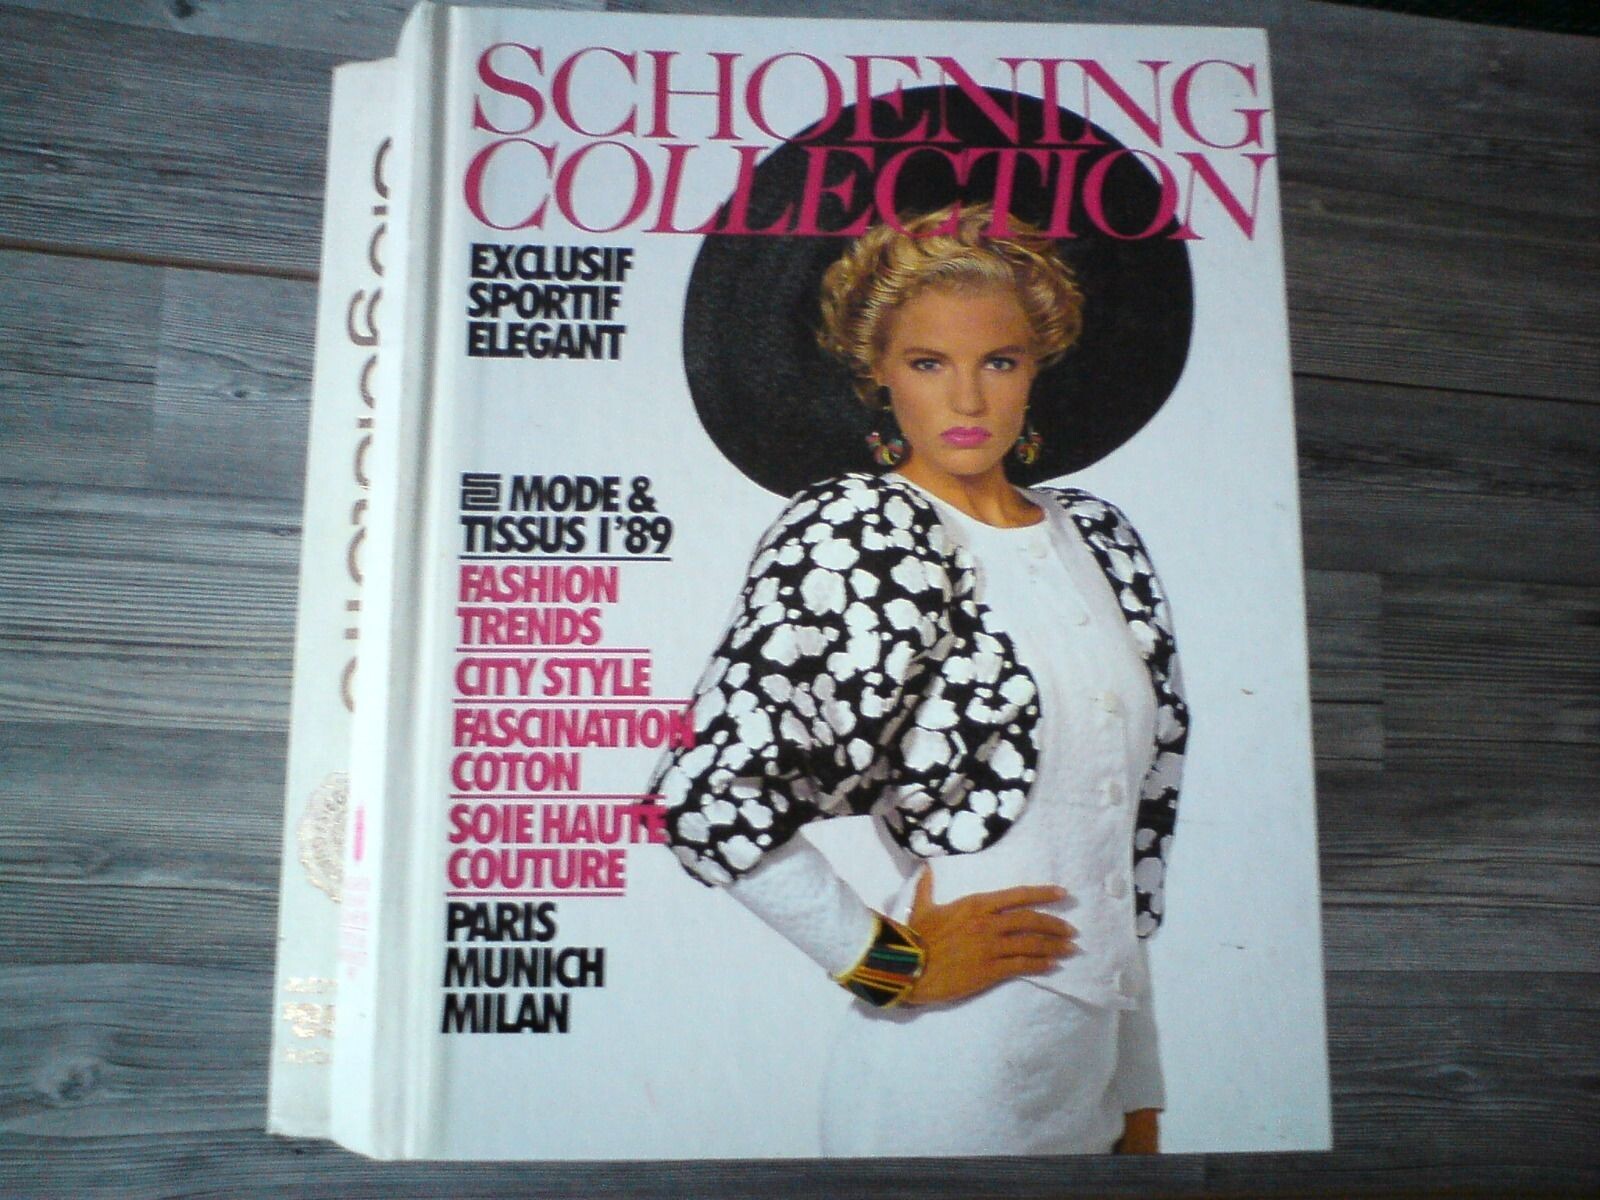 SCHOENING
COLLECTION
EXCLUSIF
SPORTIF
ELEGANT
MODE &
TISSUS I'89
FASHION
TRENDS
CITY STYLE
FASCINATION
COTON
SOIE HAUTE
COUTURE
PARIS
MUNICH
MILAN